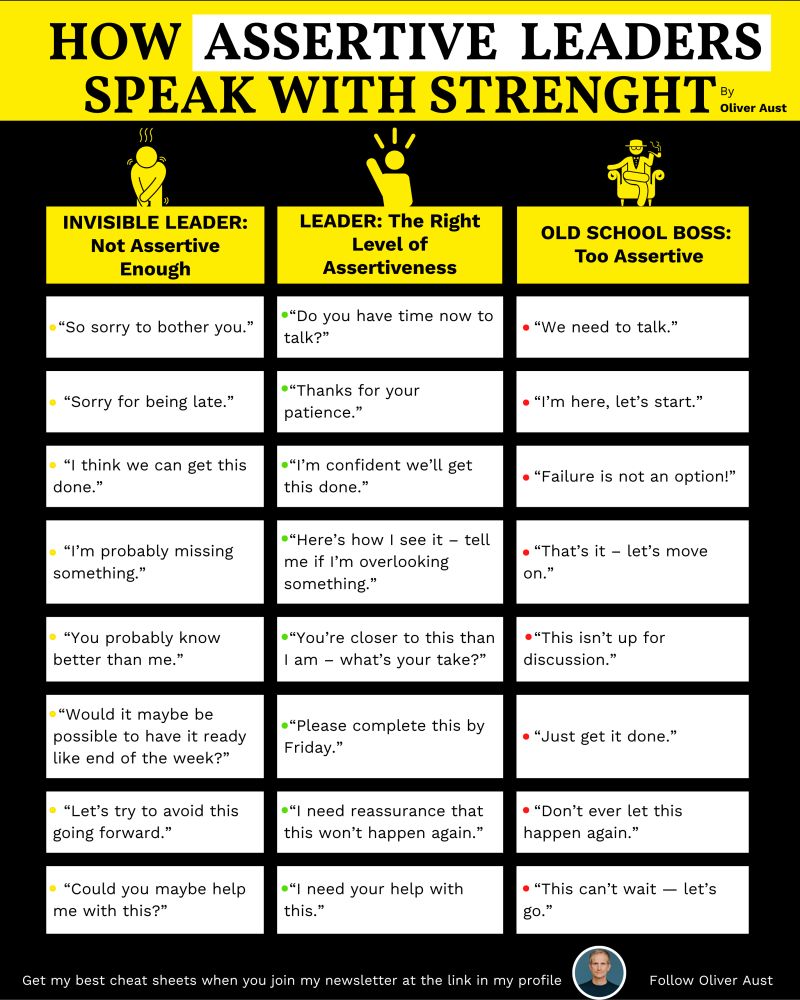 HOW ASSERTIVE LEADERS
SPEAK WITH STRENGHT
By
Oliver Aust
INVISIBLE LEADER:
Not Assertive
Enough
LEADER: The Right
Level of
Assertiveness
OLD SCHOOL BOSS:
Too Assertive
“So sorry to bother you.”
“Do you have time now to
talk?”
“We need to talk.”
“Sorry for being late.”
“Thanks for your
patience.”
“I’m here, let’s start.”
“I think we can get this
done.”
“I’m confident we’ll get
this done.”
“Failure is not an option!”
“I’m probably missing
something.”
“Here’s how I see it – tell
me if I’m overlooking
something.”
“That’s it – let’s move
on.”
“You probably know
better than me.”
“You’re closer to this than
I am – what’s your take?”
“This isn’t up for
discussion.”
“Would it maybe be
possible to have it ready
like end of the week?”
“Please complete this by
Friday.”
“Just get it done.”
“Let’s try to avoid this
going forward.”
“I need reassurance that
this won’t happen again.”
“Don’t ever let this
happen again.”
“Could you maybe help
me with this?”
“I need your help with
this.”
“This can’t wait — let’s
go.”
Get my best cheat sheets when you join my newsletter at the link in my profile
Follow Oliver Aust